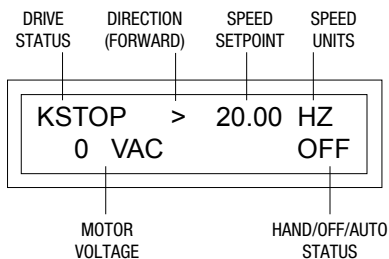 DRIVE STATUS
DIRECTION (FORWARD)
SPEED SETPOINT
SPEED UNITS
KSTOP > 20.00 HZ
0 VAC OFF
MOTOR VOLTAGE
HAND/OFF/AUTO STATUS